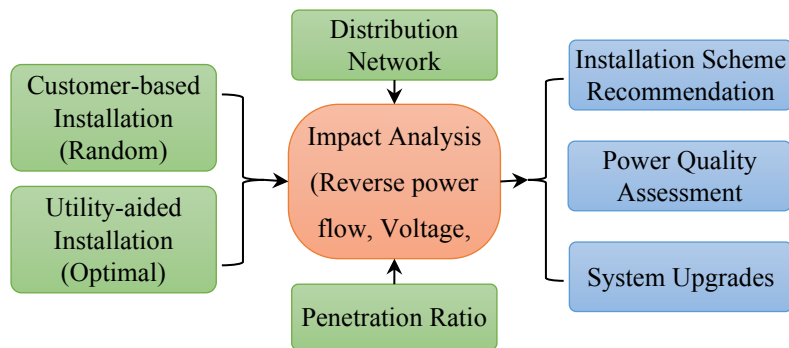 Customer-based
Installation
(Random)
Utility-aided
Installation
(Optimal)
Distribution
Network
Impact Analysis
(Reverse power
flow, Voltage,
Penetration Ratio
Installation Scheme
Recommendation
Power Quality
Assessment
System Upgrades